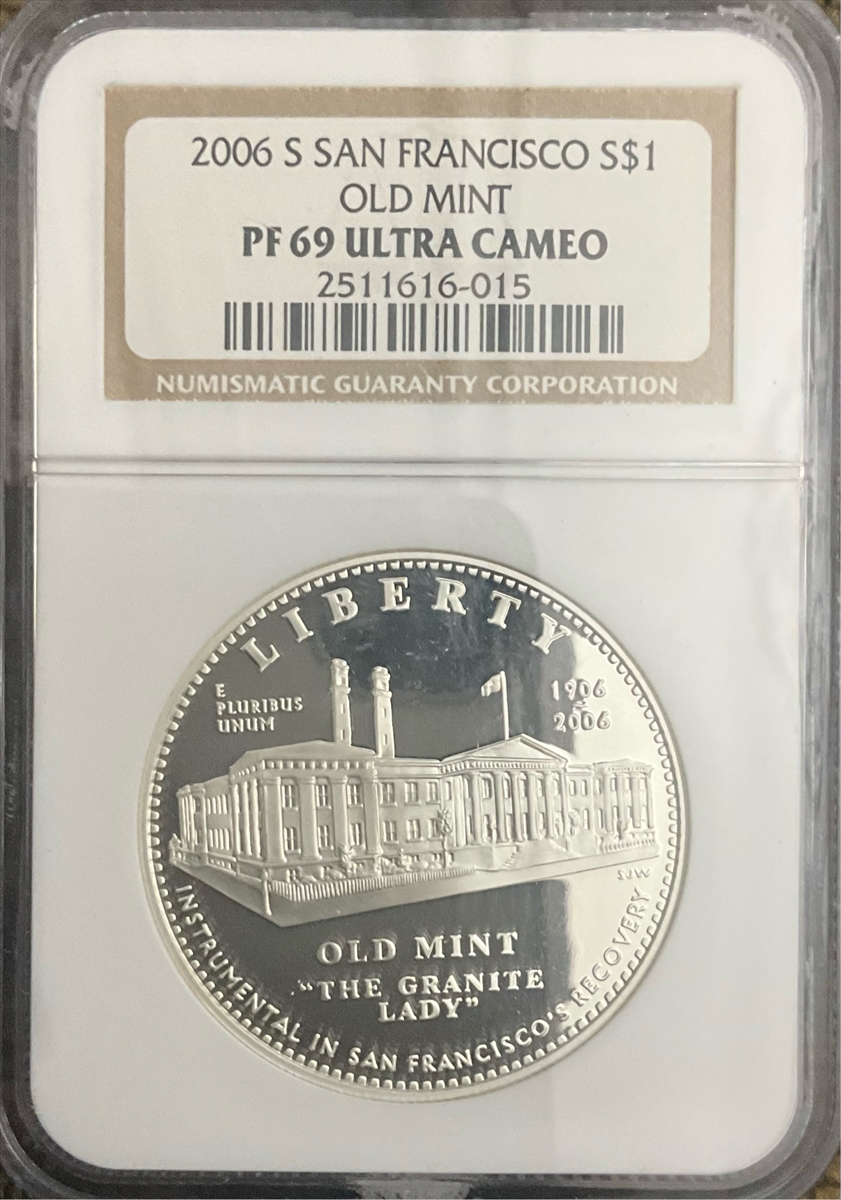 2006 S SAN FRANCISCO S$1
OLD MINT
PF 69 ULTRA CAMEO
2511616-015
NUMISMATIC GUARANTY CORPORATION
LIBERTY
E
PLURIBUS
UNUM
1906
-
2006
SJW
OLD MINT
"THE GRANITE
LADY"
INSTRUMENTAL IN SAN FRANCISCO'S RECOVERY